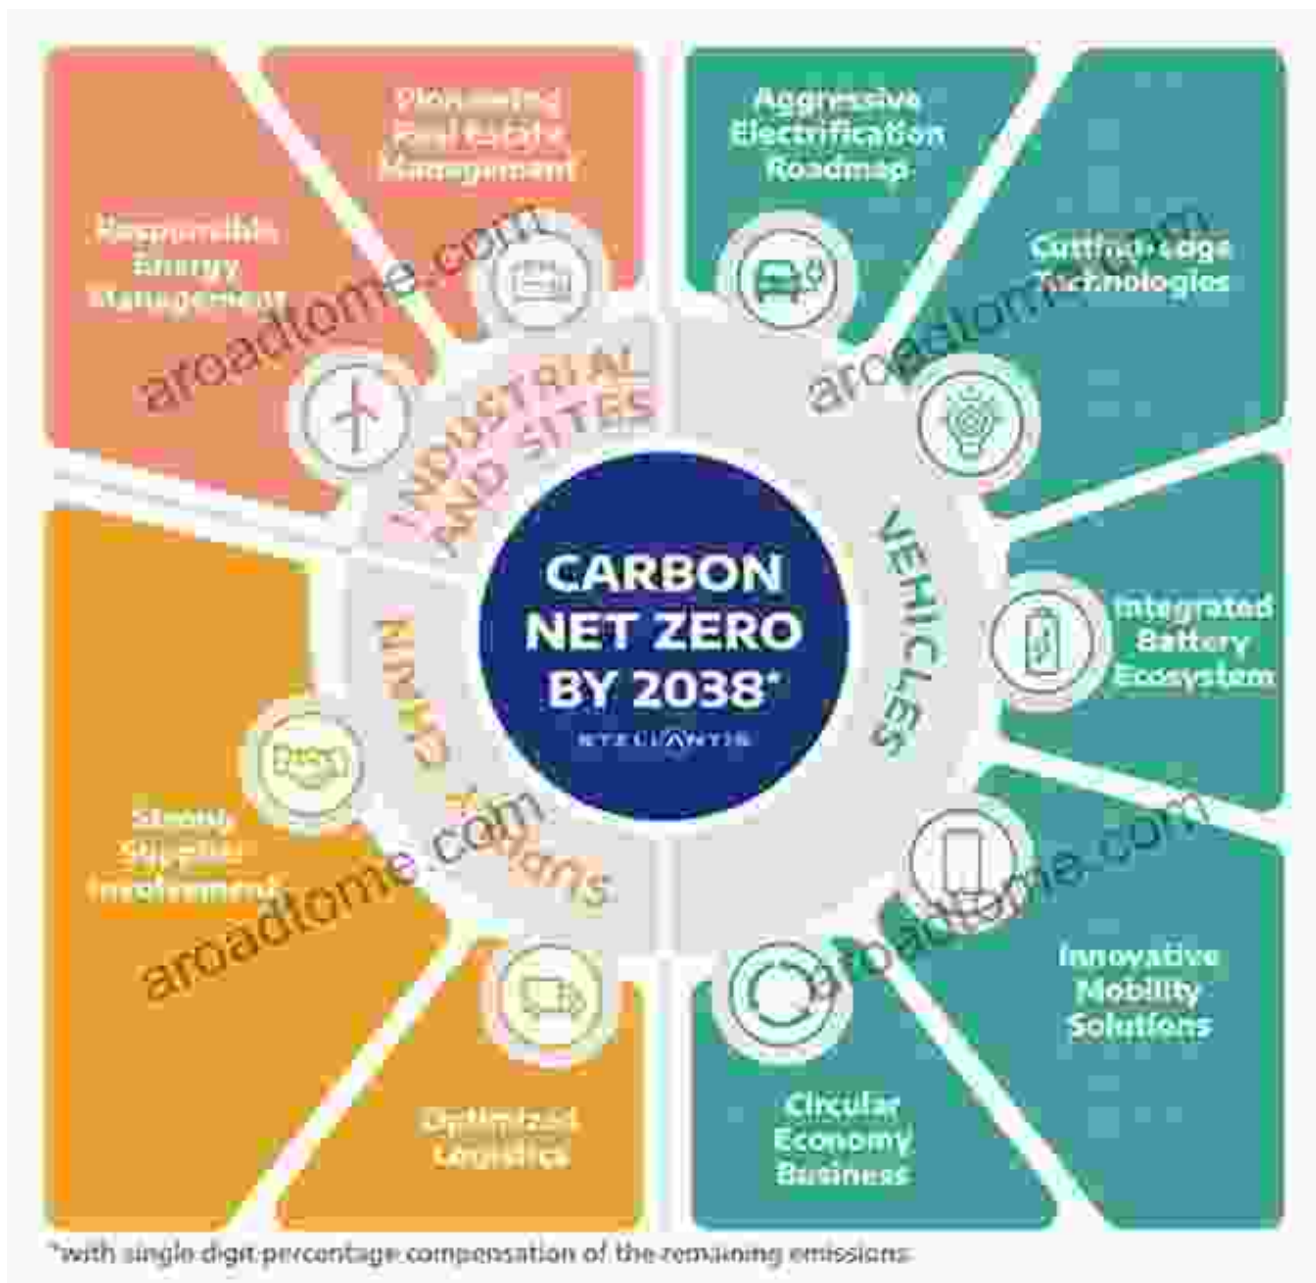 Pioneering
Real Estate
Management
Aggressive
Electrification
Roadmap
Responsible
Energy
Management
Cutting-edge
Technologies
INDUSTRIAL
AND SITES
VEHICLES
CARBON
NET ZERO
BY 2038*
STELLANTIS
Integrated
Battery
Ecosystem
Strong
Supplier
Involvement
Innovative
Mobility
Solutions
Optimized
Logistics
Circular
Economy
Business
*with single digit percentage compensation of the remaining emissions
aroadtome.com
aroadtome.com
aroadtome.com
aroadtome.com